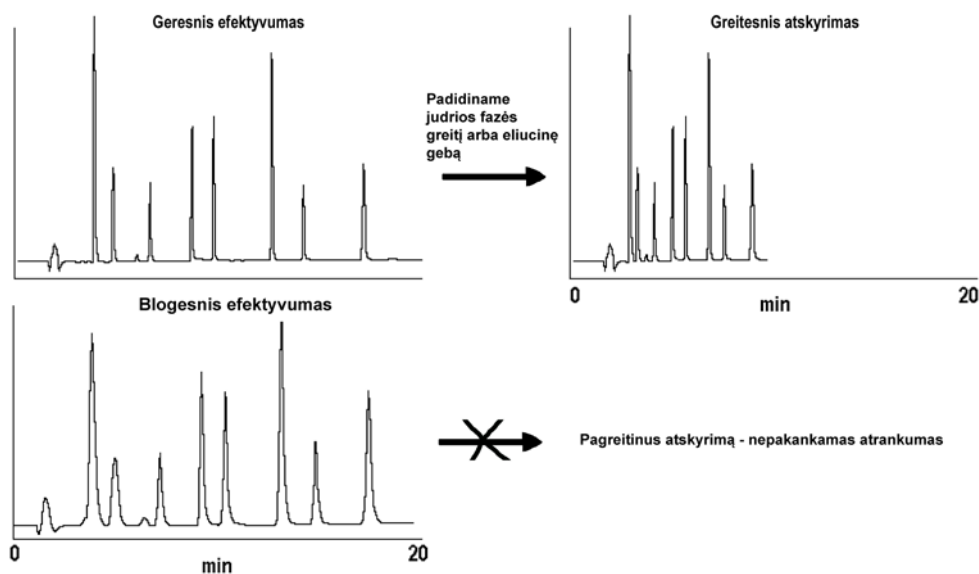 Geresnis efektyvumas
Greitesnis atskyrimas
Padidiname
judrios fazės
greitį arba eliucinę
gebą
0
20
min
Blogesnis efektyvumas
Pagreitinus atskyrimą - nepakankamas atrankumas
0
20
min